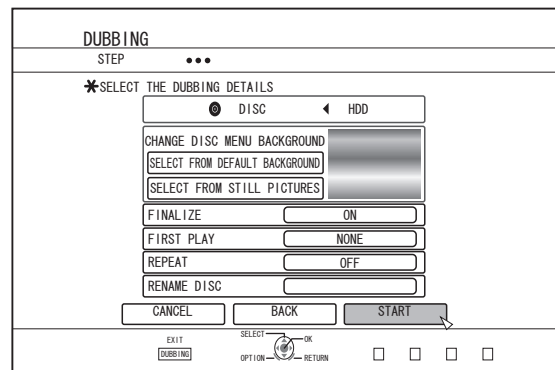 DUBBING
STEP
SELECT THE DUBBING DETAILS
DISC HDD
CHANGE DISC MENU BACKGROUND
SELECT FROM DEFAULT BACKGROUND
SELECT FROM STILL PICTURES
FINALIZE ON
FIRST PLAY NONE
REPEAT OFF
RENAME DISC
CANCEL BACK START
EXIT
DUBBING
SELECT OK
OPTION RETURN